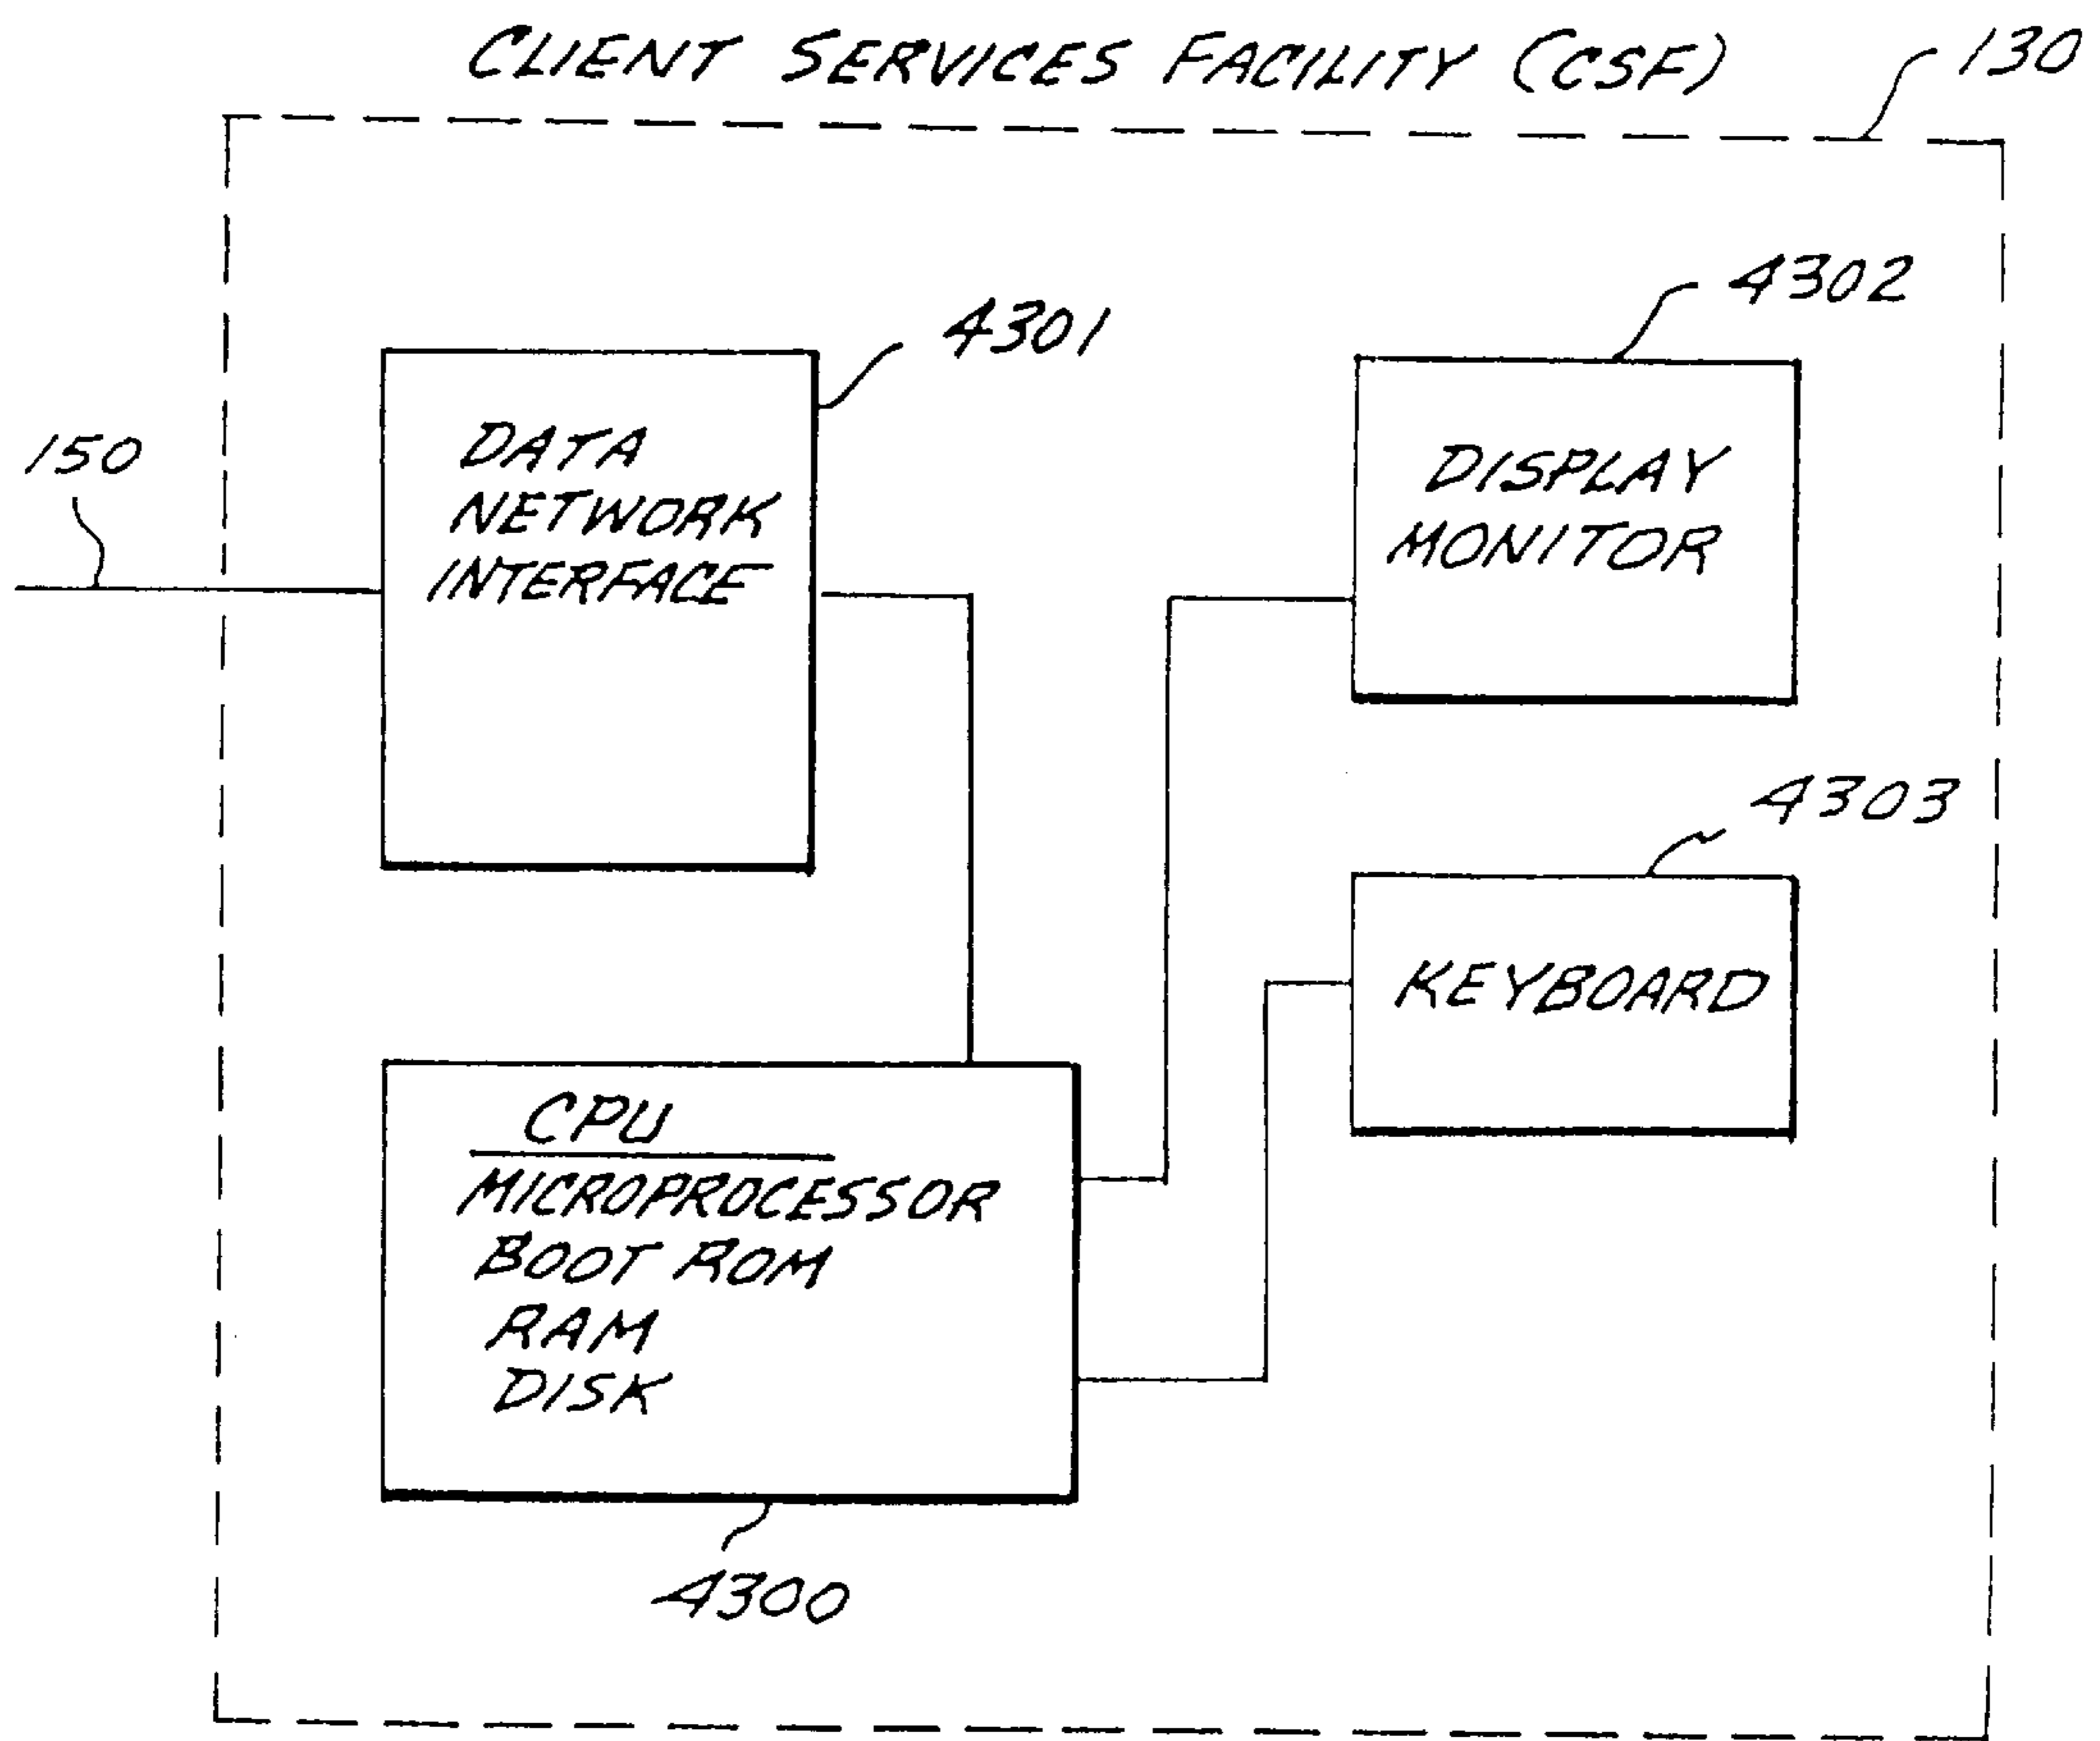 CLIENT SERVICES FACILITY (CSF)
130
4301
4302
150
DATA
NETWORK
INTERFACE
DISPLAY
MONITOR
4303
KEYBOARD
CPU
MICROPROCESSOR
BOOT ROM
RAM
DISK
4300